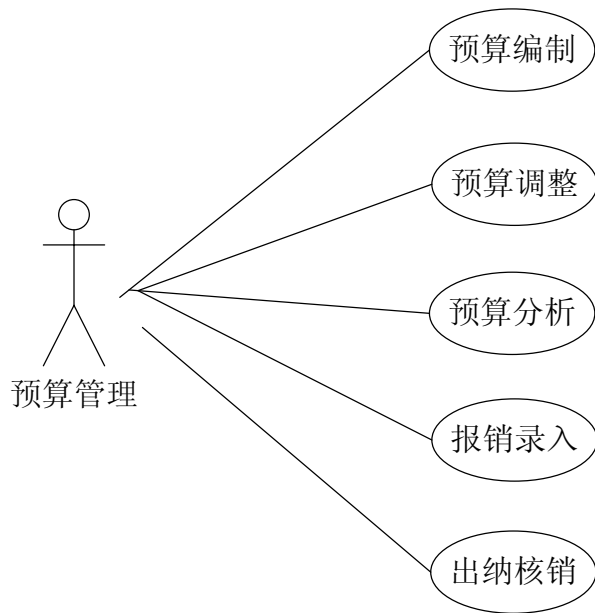 预算编制
预算调整
预算分析
预算管理
报销录入
出纳核销